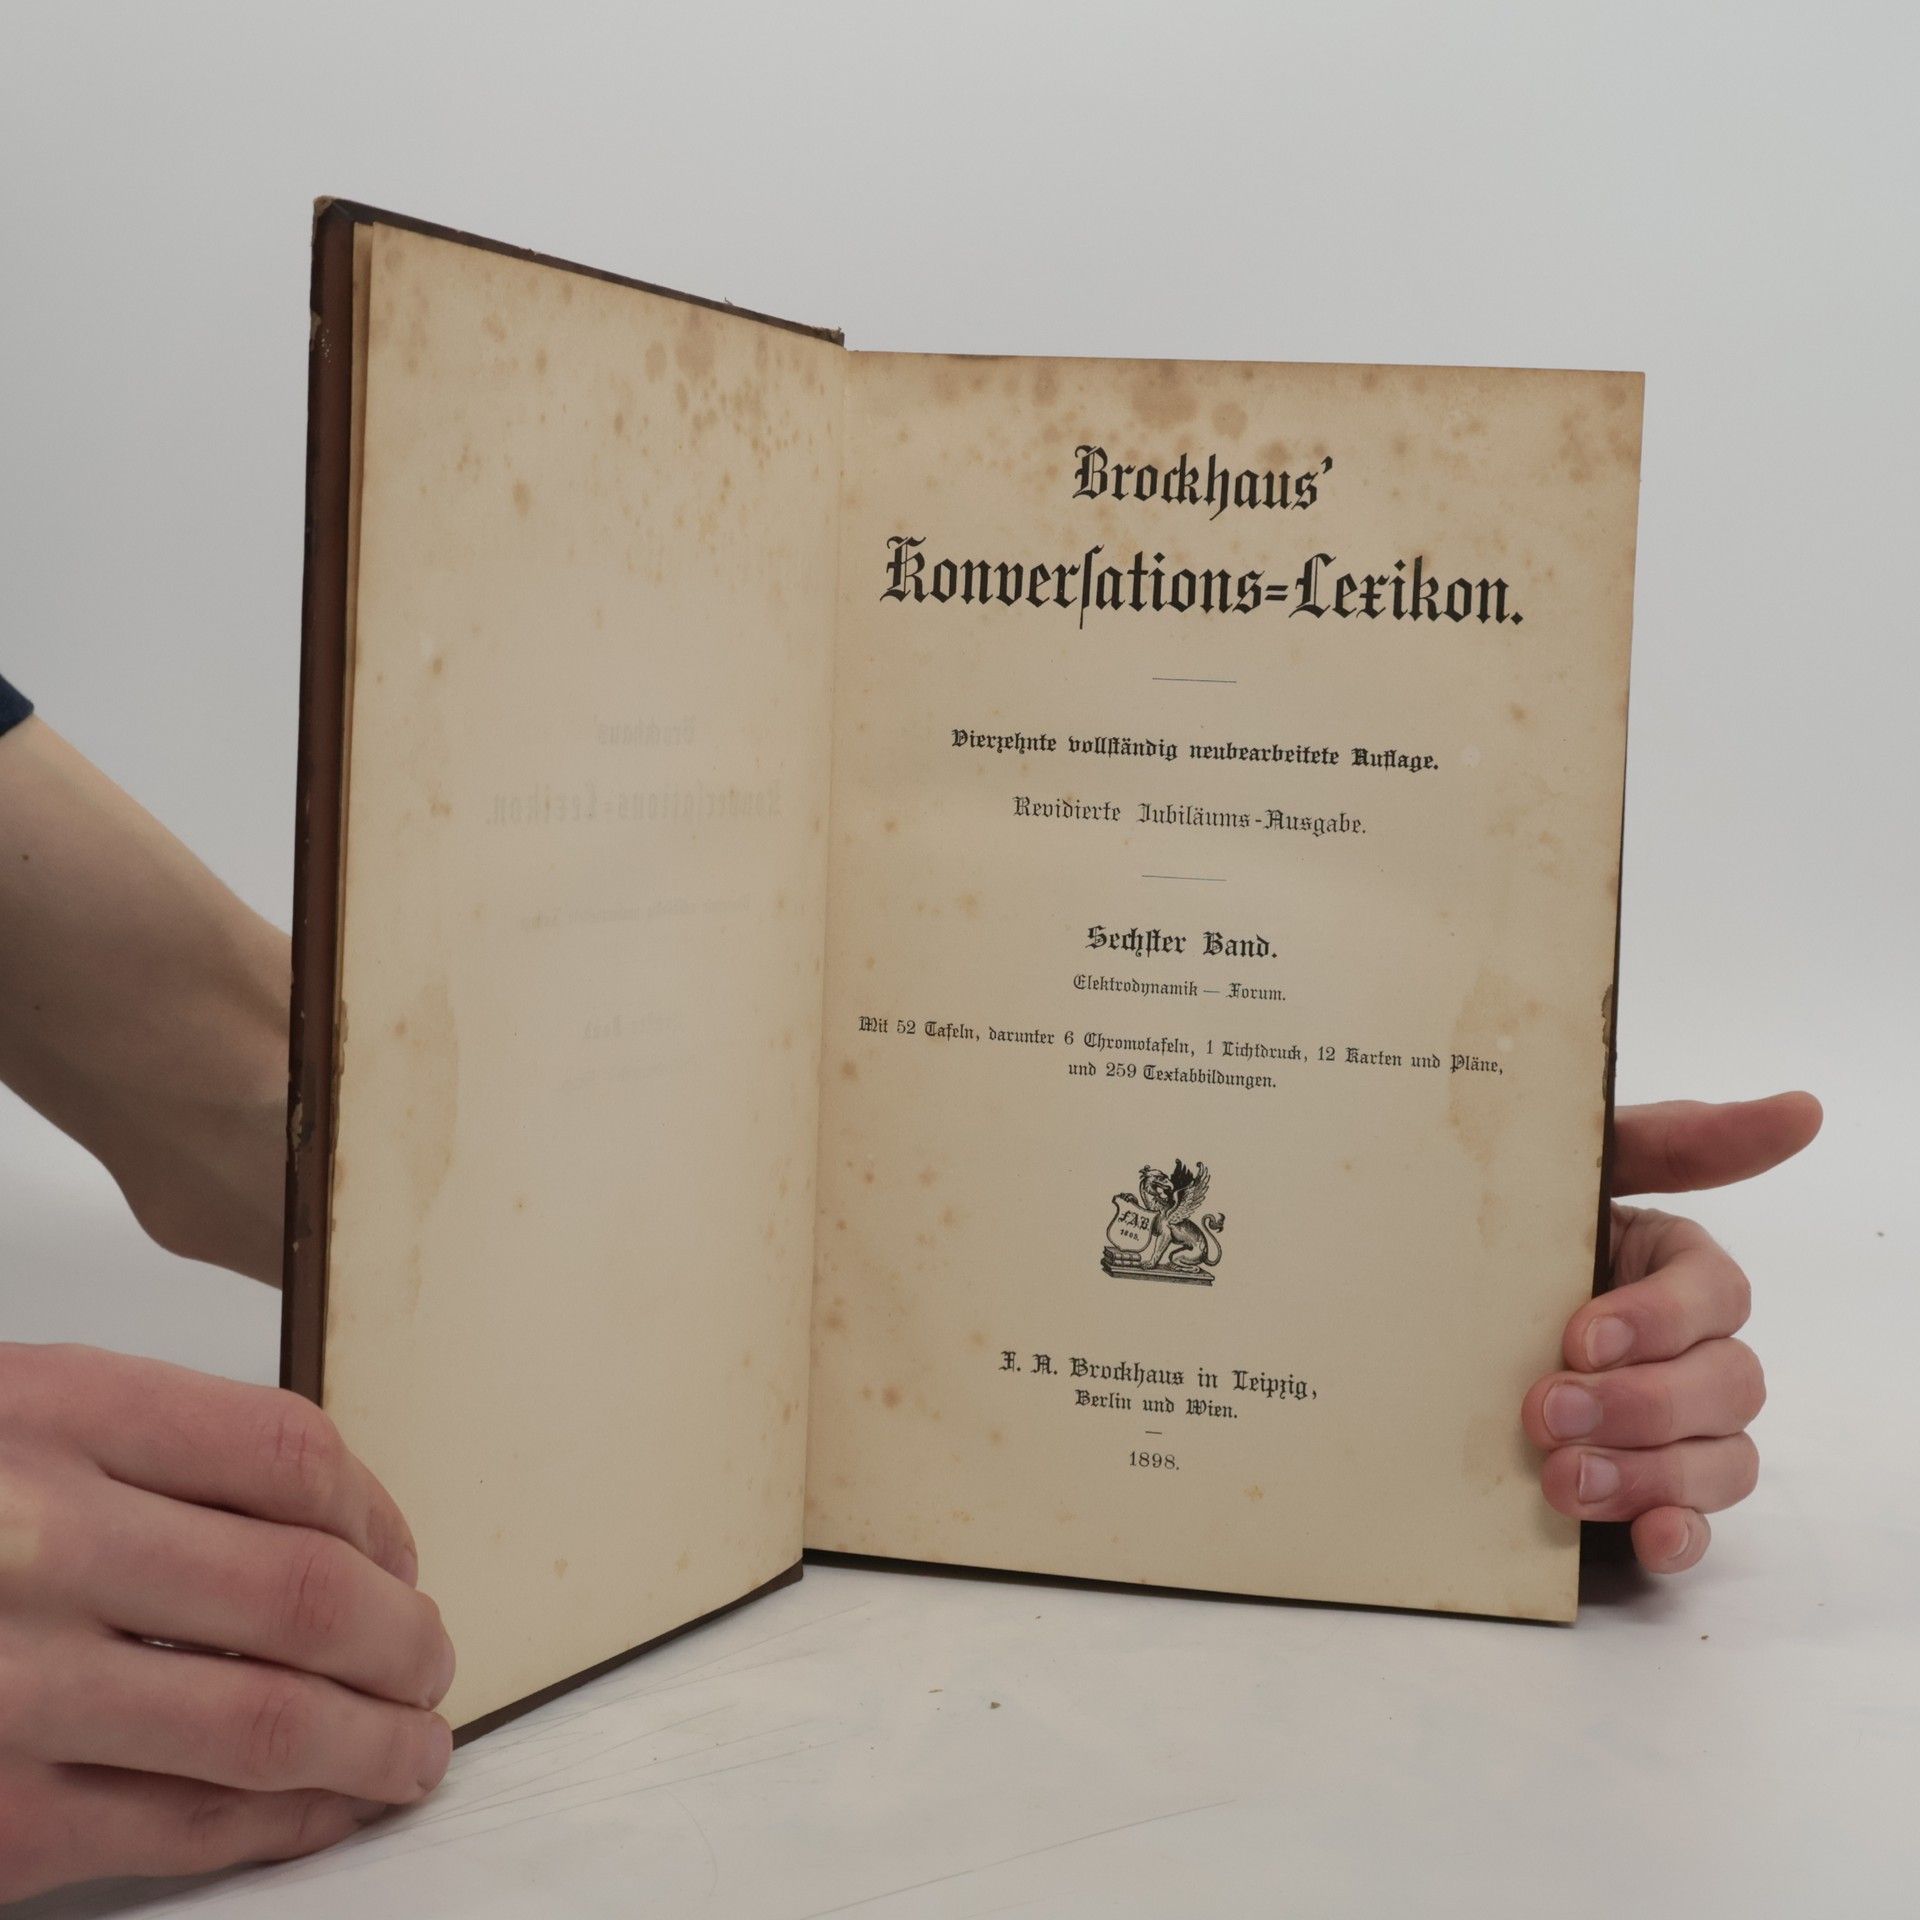 Brockhaus’
Konverſations=Lexikon.
Vierzehnte vollſtändig neubearbeitete Auflage.
Revidierte Jubiläums-Ausgabe.
Sechſter Band.
Elektrodynamik — Forum.
Mit 52 Tafeln, darunter 6 Chromotafeln, 1 Lichtdruck, 12 Karten und Pläne,
und 259 Textabbildungen.
F.A.B.
1805.
F. A. Brockhaus in Leipzig,
Berlin und Wien.
1898.